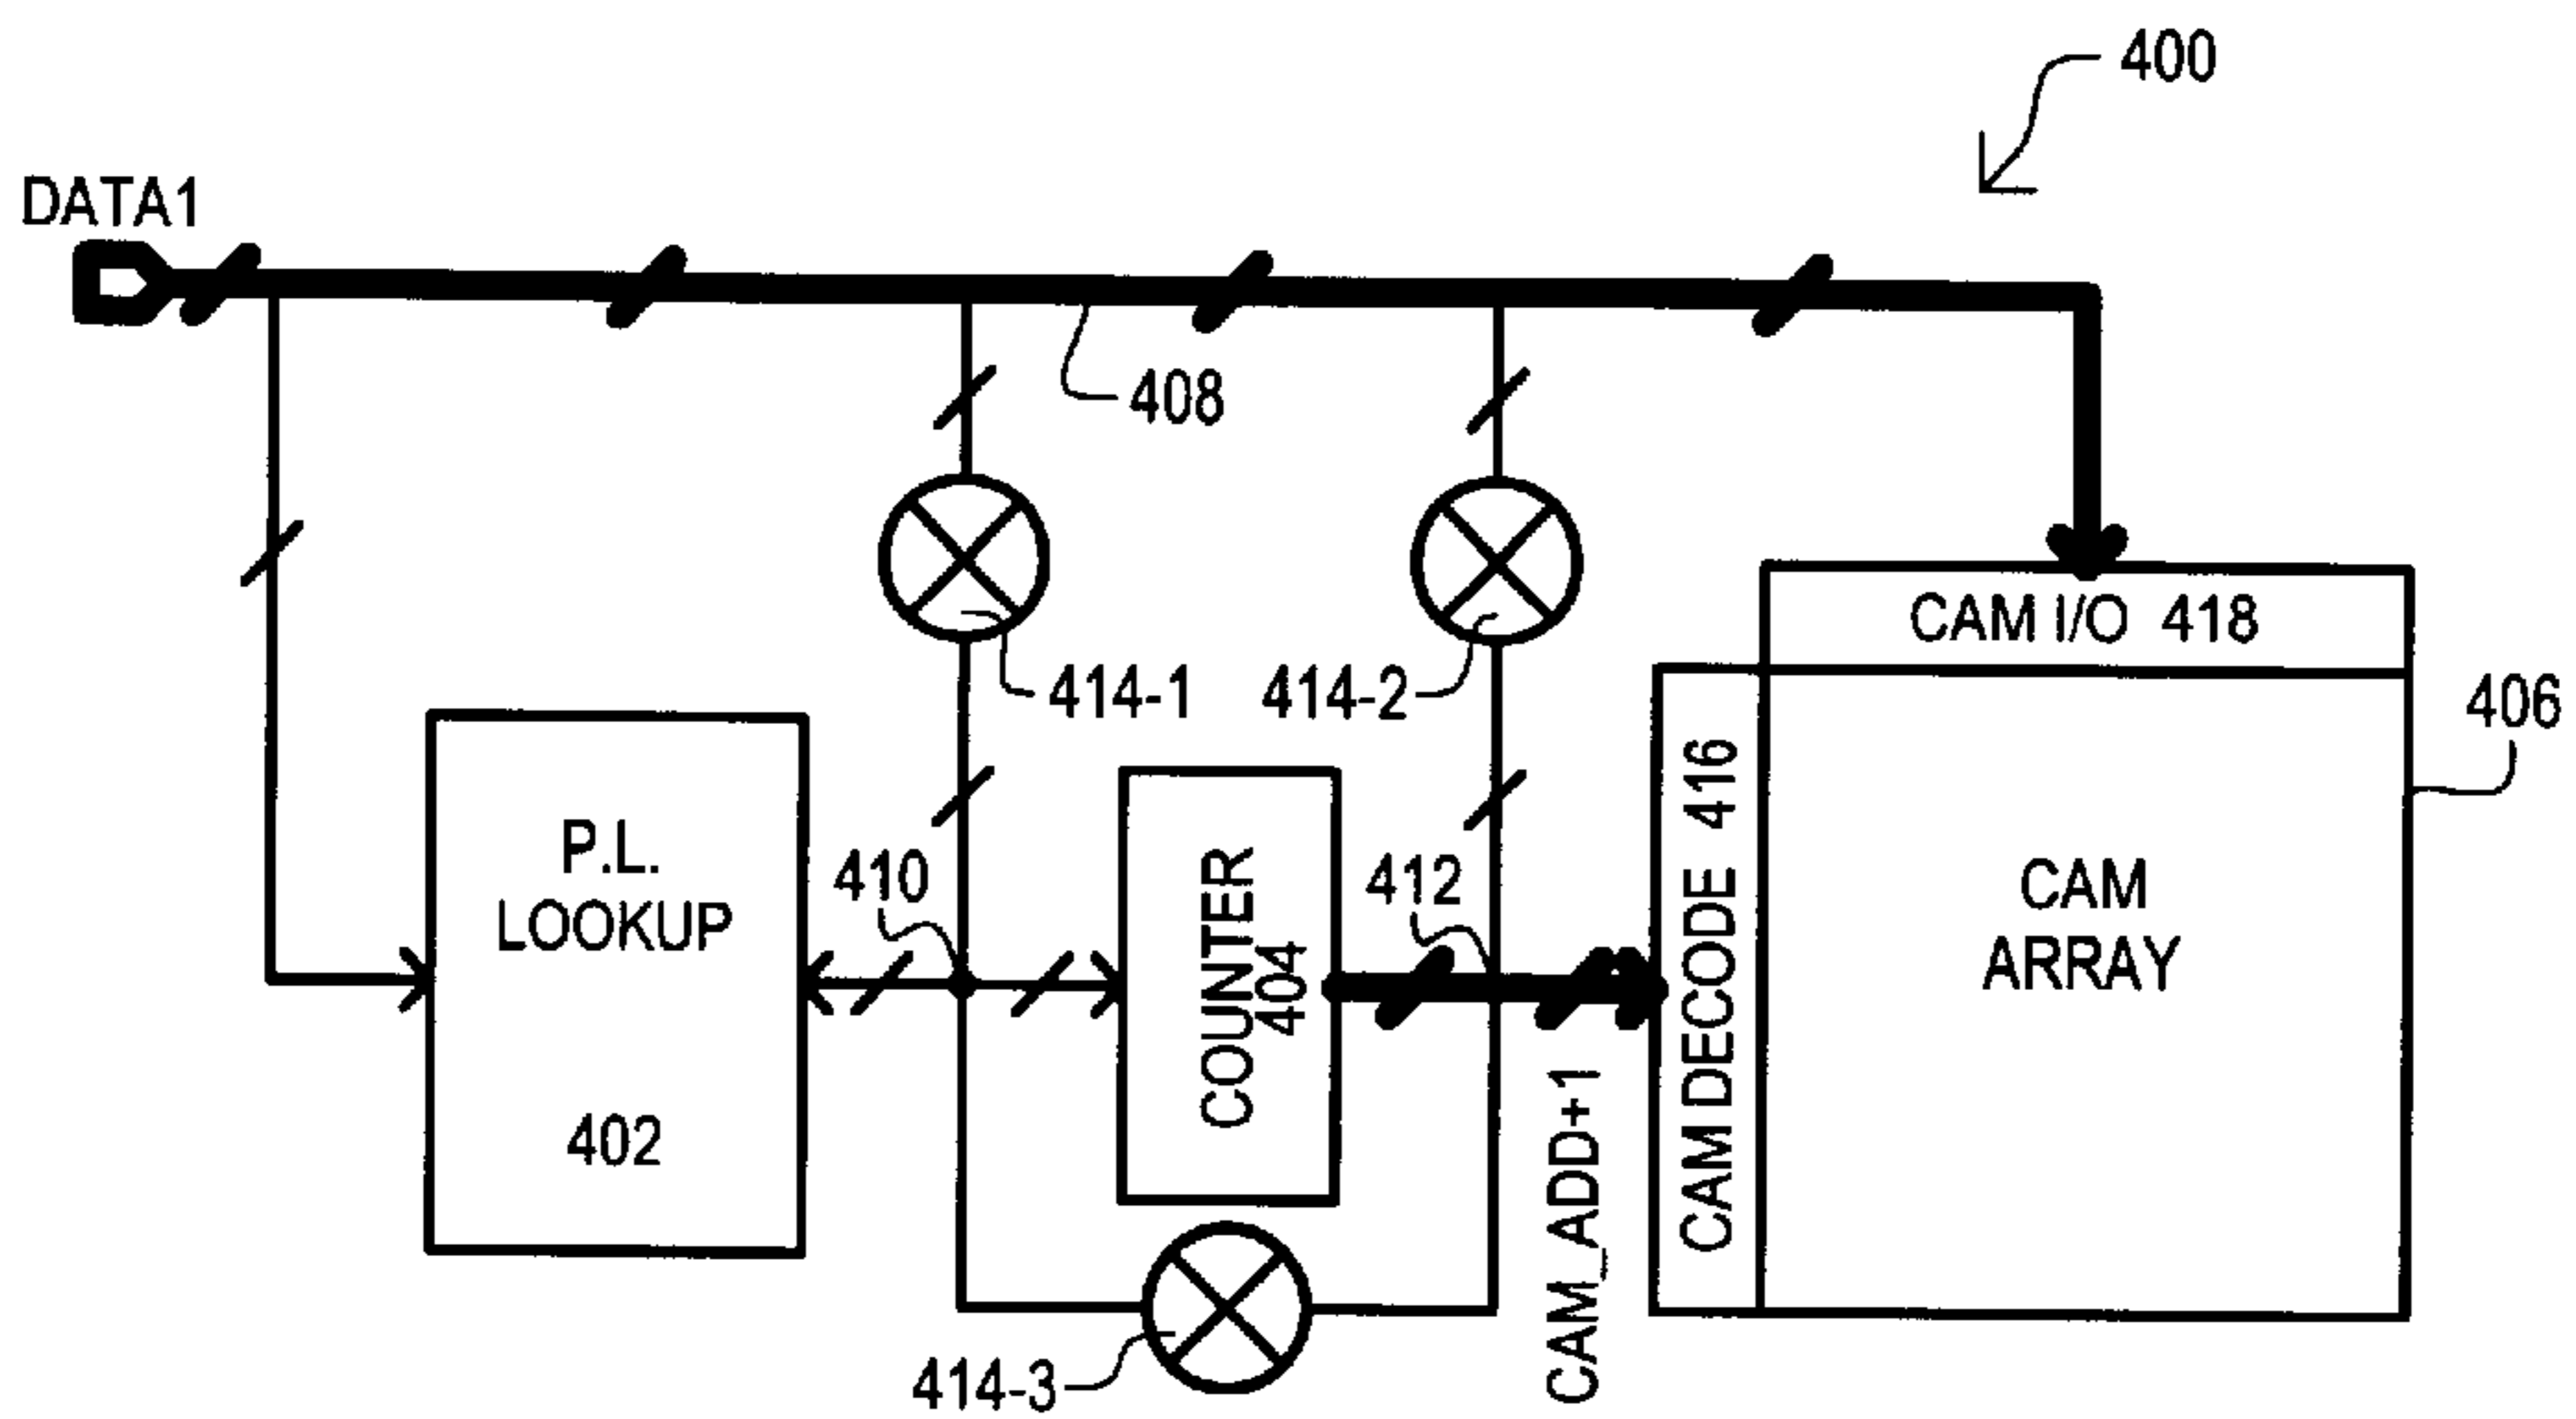 400
DATA1
408
CAM I/O 418
414-1
414-2
406
P.L.
LOOKUP
402
410
COUNTER
404
412
CAM DECODE 416
CAM
ARRAY
CAM_ADD+1
414-3